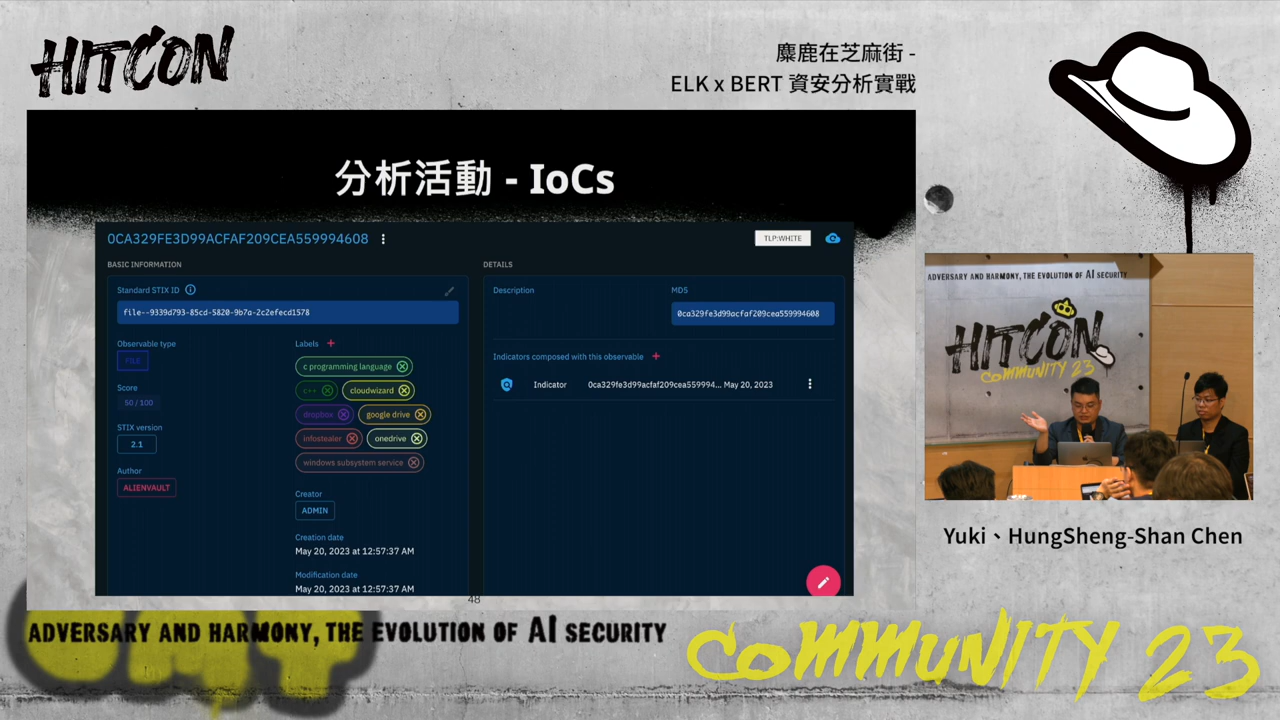 HITCON
麋鹿在芝麻街 -
ELK x BERT 資安分析實戰
分析活動 - IoCs
0CA329FE3D99ACFAF209CEA559994608
TLP:WHITE
BASIC INFORMATION
DETAILS
Standard STIX ID
file--9339d793-85cd-5820-9b7a-2c2efecd1578
Description
MD5
0ca329fe3d99acfaf209cea559994608
Observable type
FILE
Labels
c programming language
c++
cloudwizard
dropbox
google drive
infostealer
onedrive
windows subsystem service
Indicators composed with this observable
Indicator
0ca329fe3d99acfaf209cea559994...
May 20, 2023
Score
50 / 100
STIX version
2.1
Author
ALIENVAULT
Creator
ADMIN
Creation date
May 20, 2023 at 12:57:37 AM
Modification date
May 20, 2023 at 12:57:37 AM
48
ADVERSARY AND HARMONY, THE EVOLUTION OF AI SECURITY
HITCON
COMMUNITY 23
Yuki、HungSheng-Shan Chen
ADVERSARY AND HARMONY, THE EVOLUTION OF AI SECURITY
COMMUNITY 23